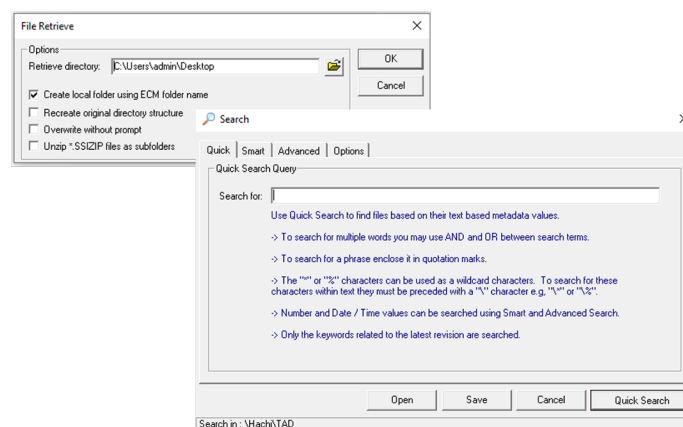 File Retrieve
Options
Retrieve directory: C:\Users\admin\Desktop
OK
Cancel
Create local folder using ECM folder name
Recreate original directory structure
Overwrite without prompt
Unzip *.SSIZIP files as subfolders
Search
Quick Smart Advanced Options
Quick Search Query
Search for:
Use Quick Search to find files based on their text based metadata values.
-> To search for multiple words you may use AND and OR between search terms.
-> To search for a phrase enclose it in quotation marks.
-> The "*" or "%" characters can be used as a wildcard characters. To search for these
characters within text they must be preceded with a "\" character e.g, "\*" or "\%".
-> Number and Date / Time values can be searched using Smart and Advanced Search.
-> Only the keywords related to the latest revision are searched.
Open Save Cancel Quick Search
Search in : \Hachi\TAD